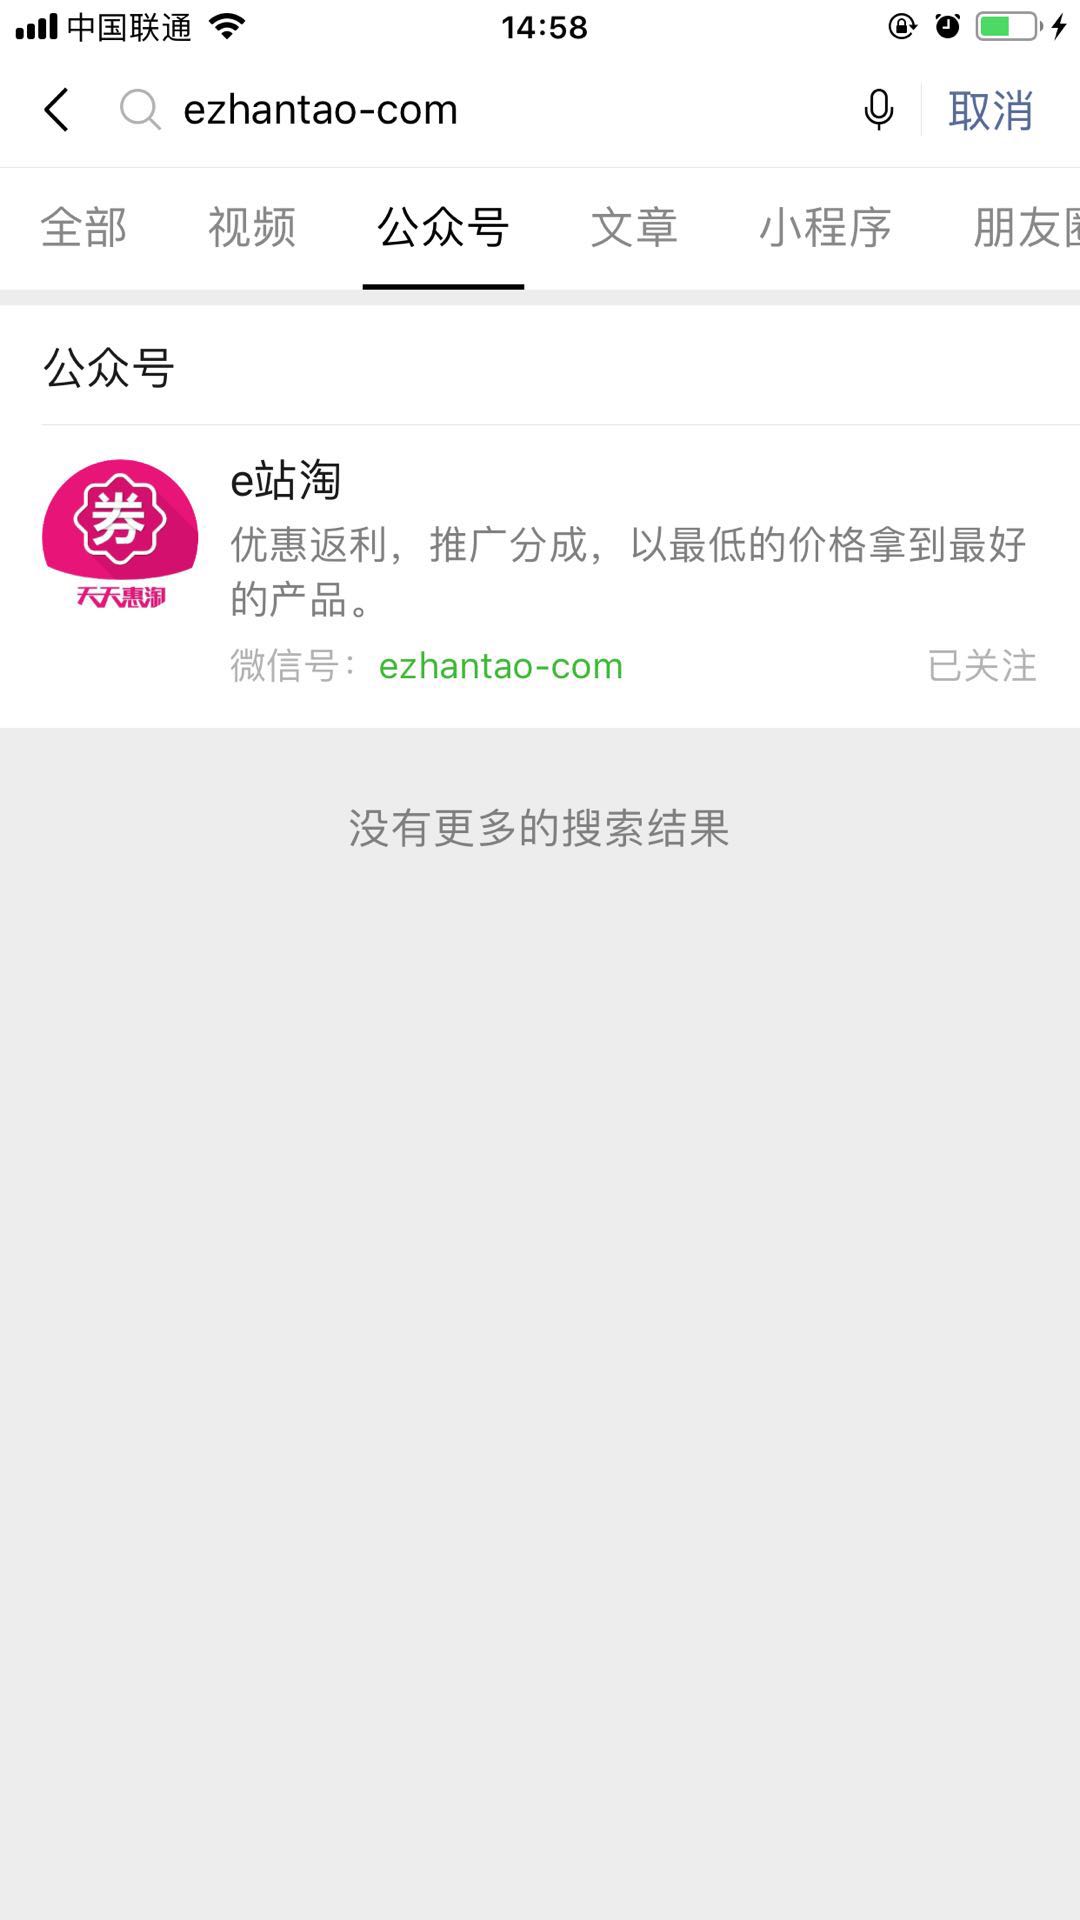 中国联通
14:58
ezhantao-com
取消
全部 视频 公众号 文章 小程序 朋友圈
公众号
e站淘
券
天天惠淘
优惠返利，推广分成，以最低的价格拿到最好
的产品。
微信号：ezhantao-com
已关注
没有更多的搜索结果